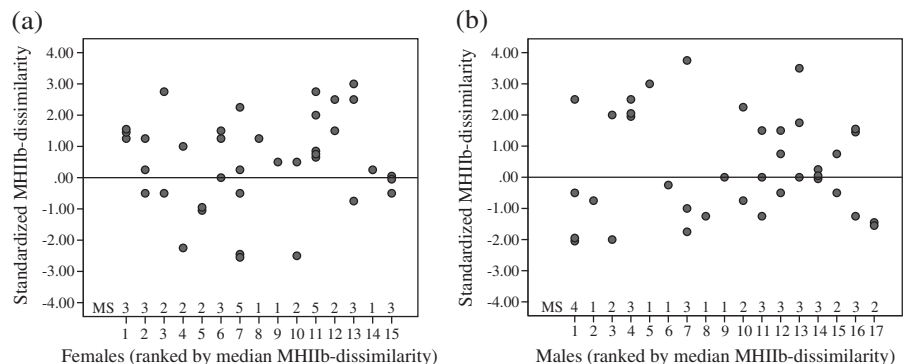 (a)
Standardized MHIIb-dissimilarity
4.00
3.00
2.00
1.00
.00
-1.00
-2.00
-3.00
-4.00
MS 3 3 2 2 2 3 5 1 1 2 5 2 3 1 3
1 2 3 4 5 6 7 8 9 10 11 12 13 14 15
Females (ranked by median MHIIb-dissimilarity)
(b)
Standardized MHIIb-dissimilarity
4.00
3.00
2.00
1.00
.00
-1.00
-2.00
-3.00
-4.00
MS 4 1 2 3 1 1 3 1 1 2 3 3 3 3 2 3 2
1 2 3 4 5 6 7 8 9 10 11 12 13 14 15 16 17
Males (ranked by median MHIIb-dissimilarity)